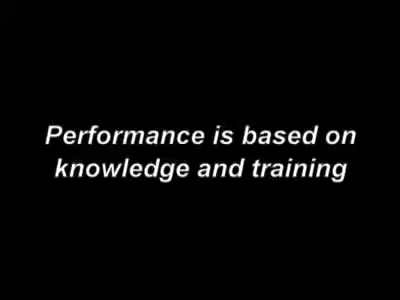 Performance is based on
knowledge and training